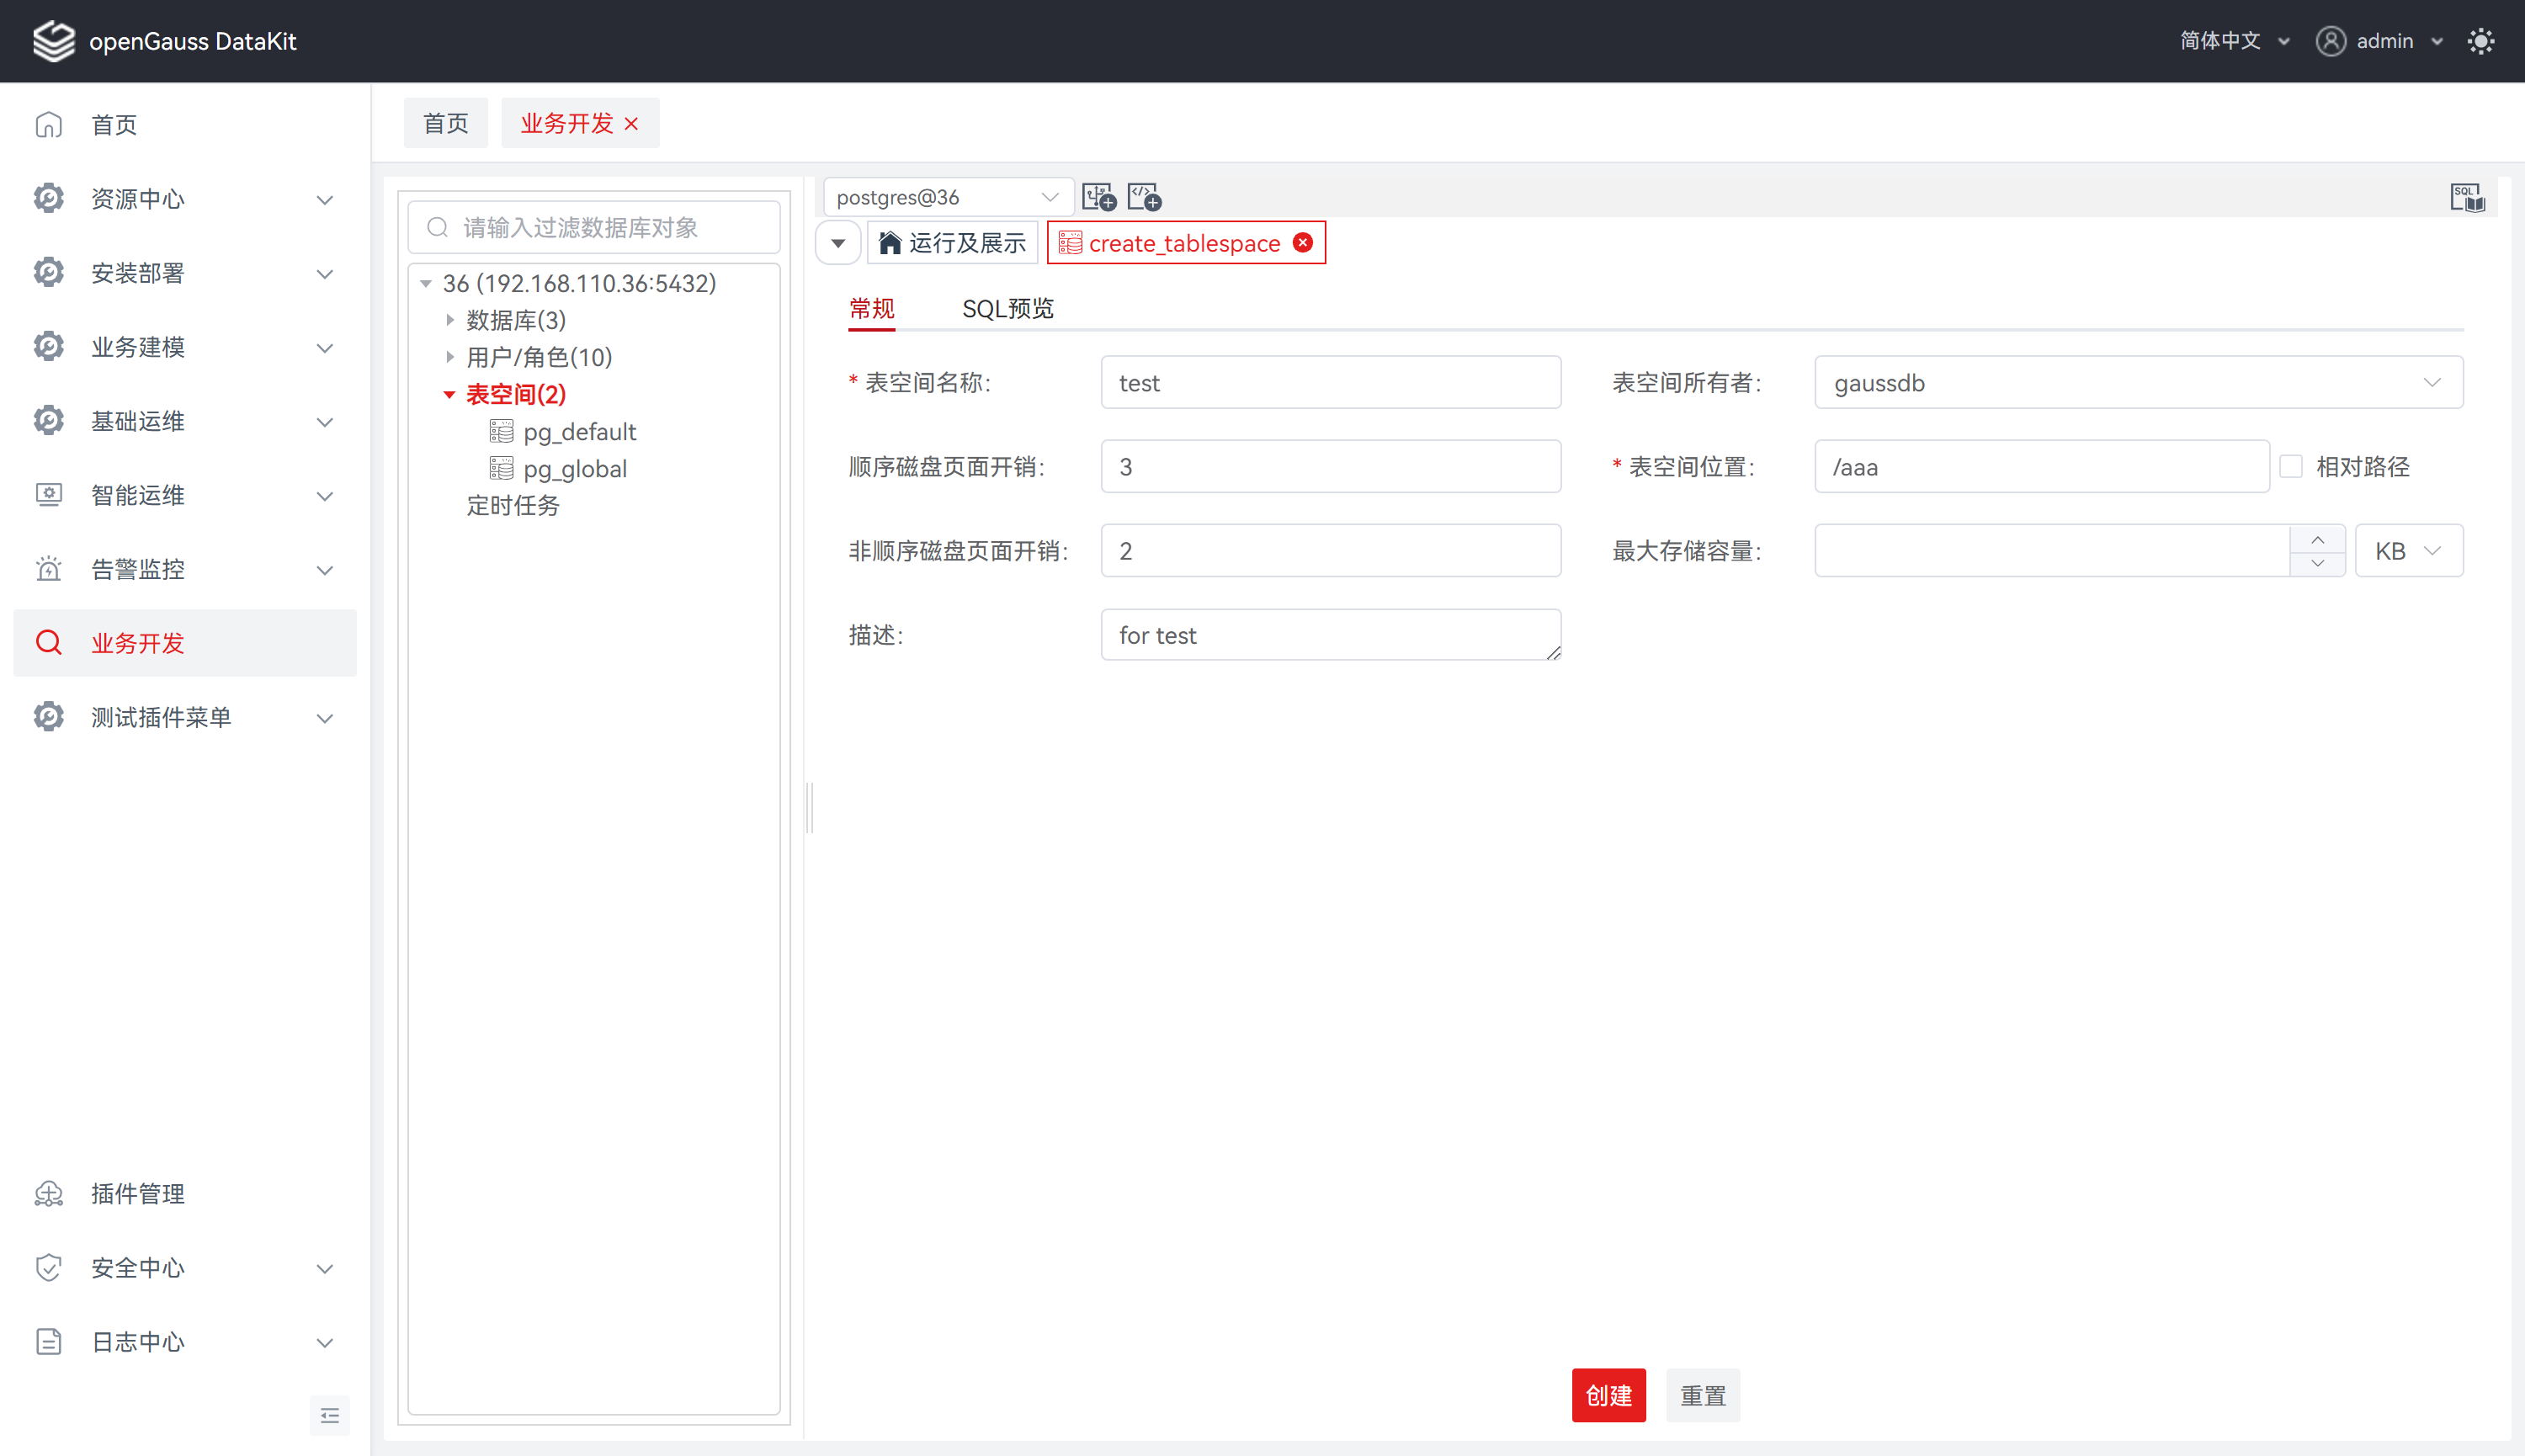 openGauss DataKit
简体中文
admin
首页
资源中心
安装部署
业务建模
基础运维
智能运维
告警监控
业务开发
测试插件菜单
插件管理
安全中心
日志中心
首页
业务开发
请输入过滤数据库对象
36 (192.168.110.36:5432)
数据库(3)
用户/角色(10)
表空间(2)
pg_default
pg_global
定时任务
postgres@36
SQL
运行及展示
create_tablespace
常规
SQL预览
* 表空间名称:
test
表空间所有者:
gaussdb
顺序磁盘页面开销:
3
* 表空间位置:
/aaa
相对路径
非顺序磁盘页面开销:
2
最大存储容量:
KB
描述:
for test
创建
重置